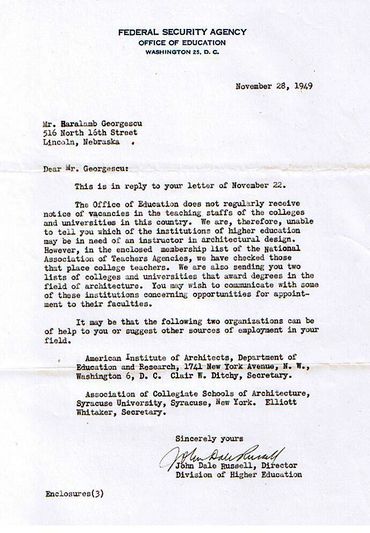 FEDERAL SECURITY AGENCY
OFFICE OF EDUCATION
WASHINGTON 25, D. C.
November 28, 1949
Mr. Haralamb Georgescu
516 North 16th Street
Lincoln, Nebraska
Dear Mr. Georgescu:
This is in reply to your letter of November 22.
The Office of Education does not regularly receive
notice of vacancies in the teaching staffs of the colleges
and universities in this country. We are, therefore, unable
to tell you which of the institutions of higher education
may be in need of an instructor in architectural design.
However, in the enclosed membership list of the National
Association of Teachers Agencies, we have checked those
that place college teachers. We are also sending you two
lists of colleges and universities that award degrees in the
field of architecture. You may wish to communicate with some
of these institutions concerning opportunities for appoint-
ment to their faculties.
It may be that the following two organizations can be
of help to you or suggest other sources of employment in your
field.
American Institute of Architects, Department of
Education and Research, 1741 New York Avenue, N. W.,
Washington 6, D. C. Clair W. Ditchy, Secretary.
Association of Collegiate Schools of Architecture,
Syracuse University, Syracuse, New York. Elliott
Whitaker, Secretary.
Sincerely yours
John Dale Russell
John Dale Russell, Director
Division of Higher Education
Enclosures(3)